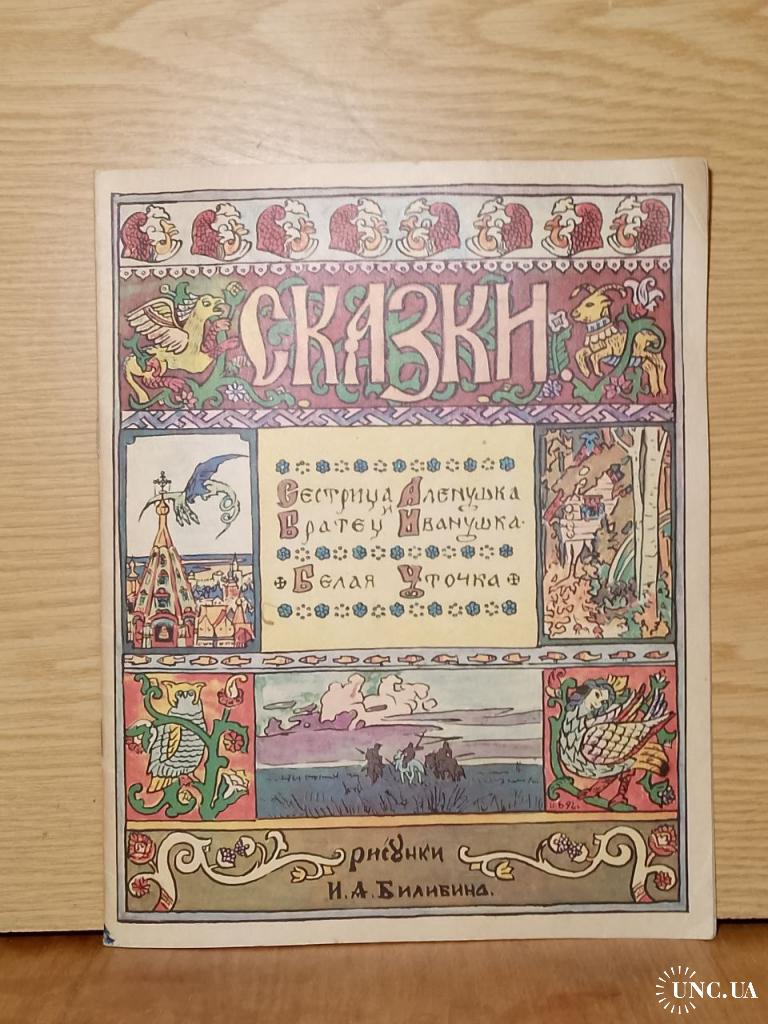 СКАЗКИ.
Сестрица Аленушка
и
Братец Иванушка.
Белая Уточка
рисунки
И. А. Билибина.
UNC.UA